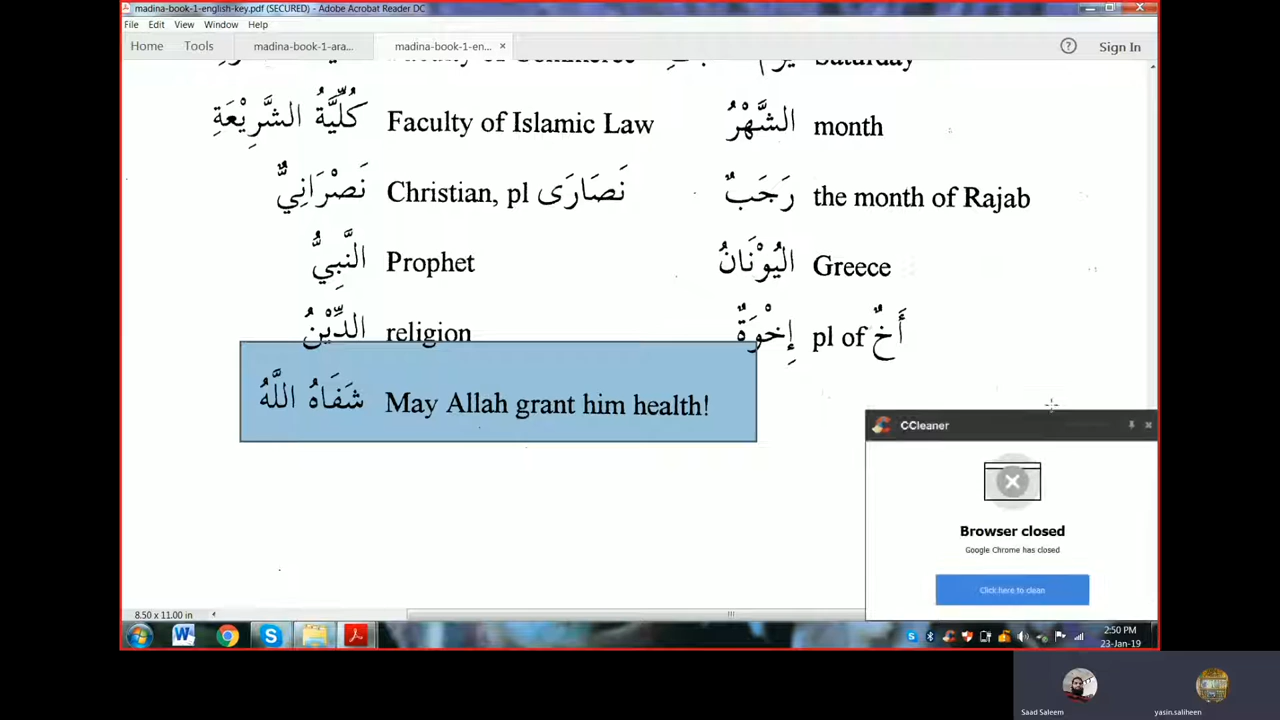 madina-book-1-english-key.pdf (SECURED) - Adobe Acrobat Reader DC
File Edit View Window Help
Home Tools madina-book-1-ara... madina-book-1-en... × ? Sign In
Saturday
كُلِّيَّةُ الشَّرِيْعَةِ Faculty of Islamic Law
الشَّهْرُ month
نَصْرَانِيٌّ Christian, pl نَصَارَى
رَجَبٌ the month of Rajab
النَّبِيُّ Prophet
اليُوْنَانُ Greece
الدِّيْنُ religion
إِخْوَةٌ pl of أَخٌ
شَفَاهُ اللَّهُ May Allah grant him health!
CCleaner
Browser closed
Google Chrome has closed
Click here to clean
8.50 x 11.00 in
2:50 PM
23-Jan-19
Saad Saleem
yasin.saliheen